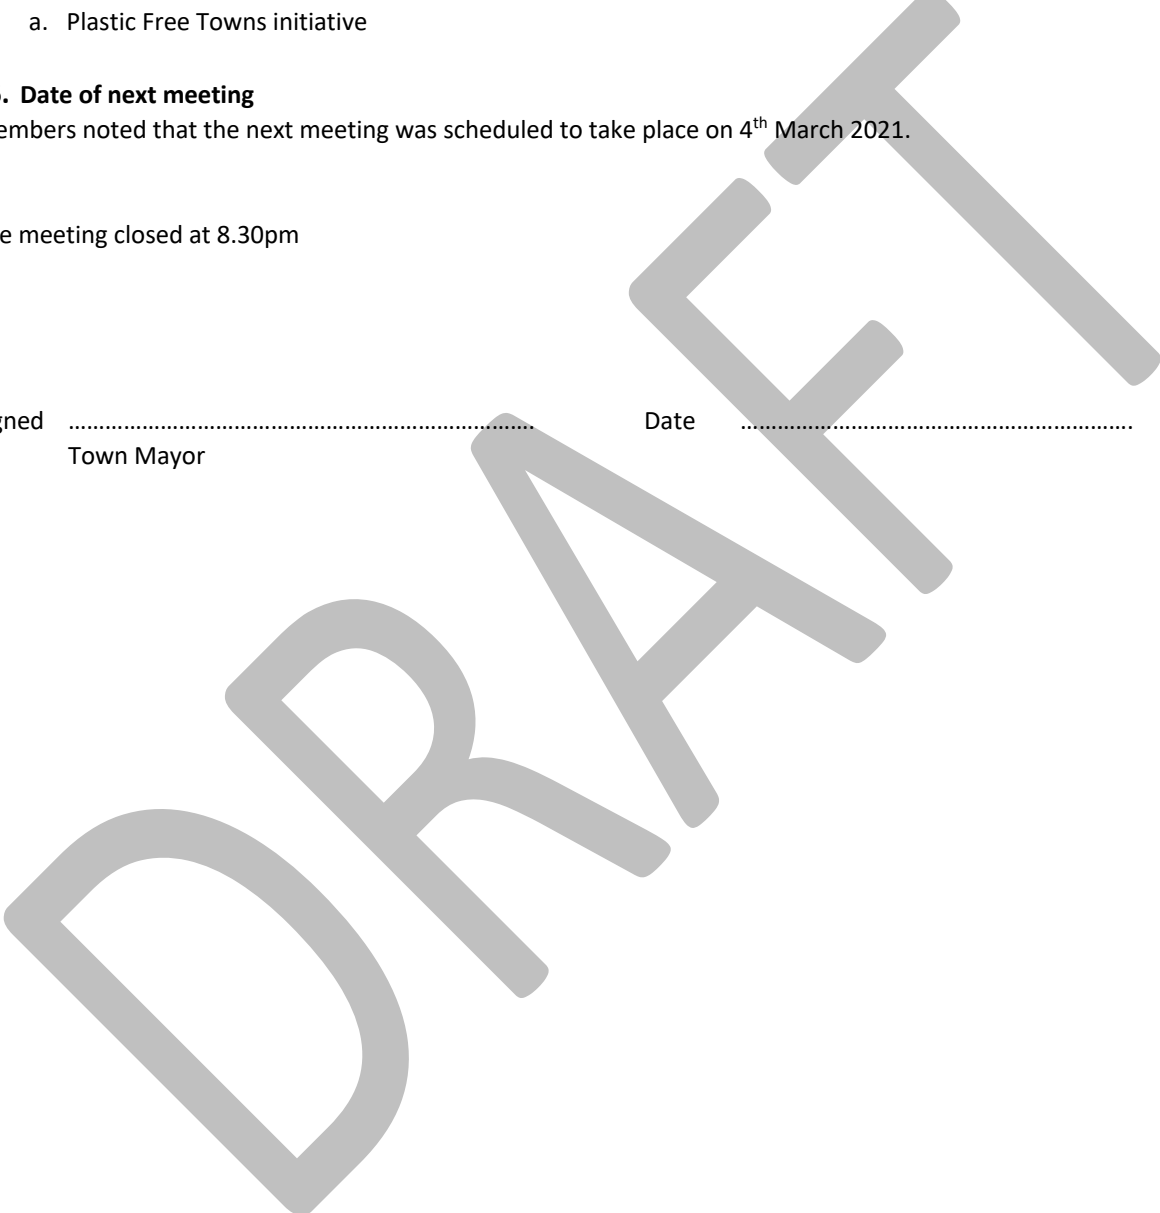 a. Plastic Free Towns initiative
. Date of next meeting
embers noted that the next meeting was scheduled to take place on 4th March 2021.
e meeting closed at 8.30pm
gned ………………………………………………………………….. Date ……………………………………………………….
Town Mayor
DRAFT